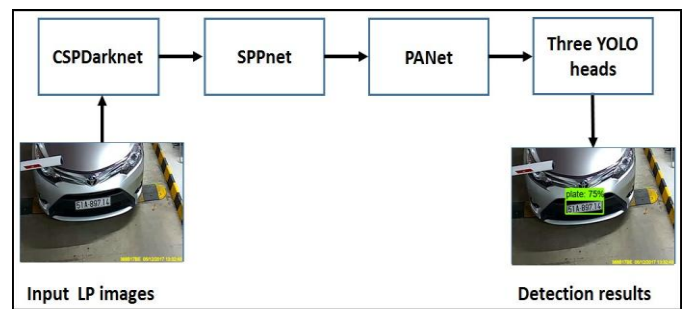 CSPDarknet
SPPnet
PANet
Three YOLO
heads
51A-897.14
plate: 75%
51A-897.14
Input LP images
Detection results